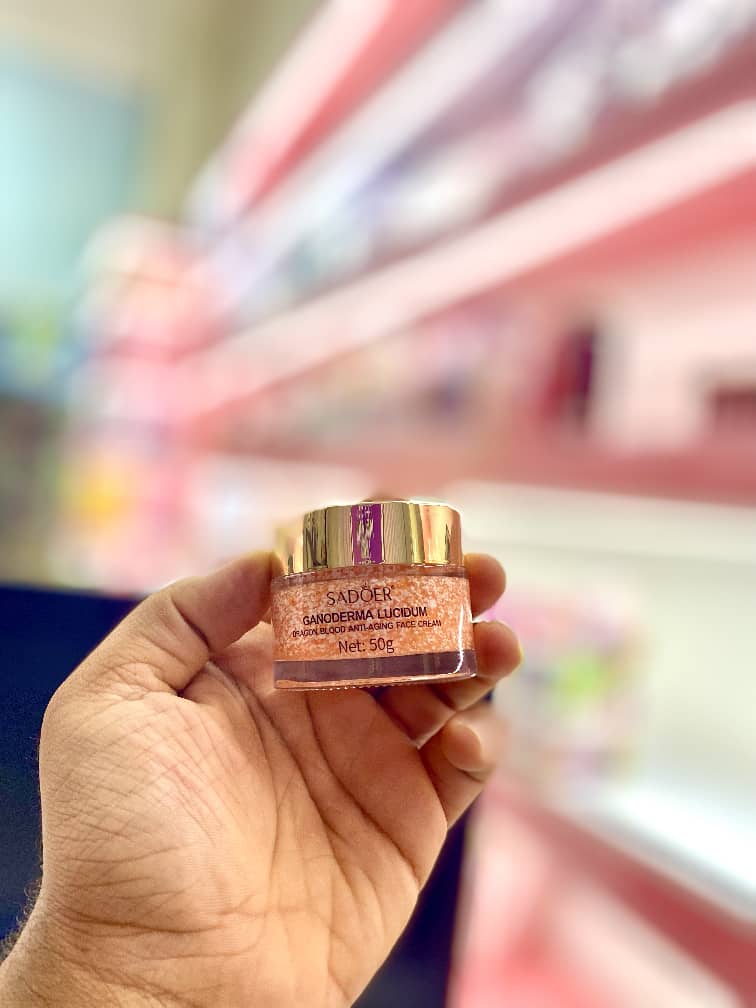 SADOER
GANODERMA LUCIDUM
DRAGON BLOOD ANTI-AGING FACE CREAM
Net: 50g